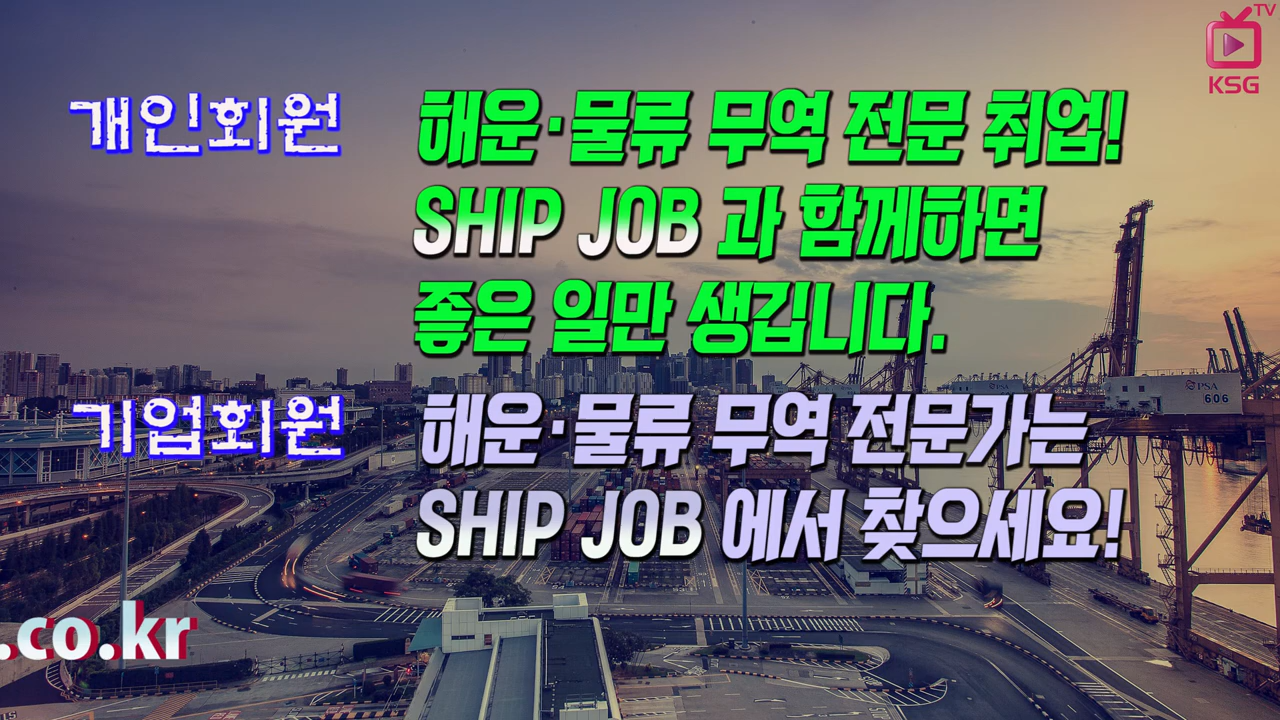 TV
KSG
개인회원
해운·물류 무역 전문 취업!
SHIP JOB 과 함께하면
좋은 일만 생깁니다.
기업회원
해운·물류 무역 전문가는
SHIP JOB 에서 찾으세요!
PSA
606
PSA
.co.kr
15